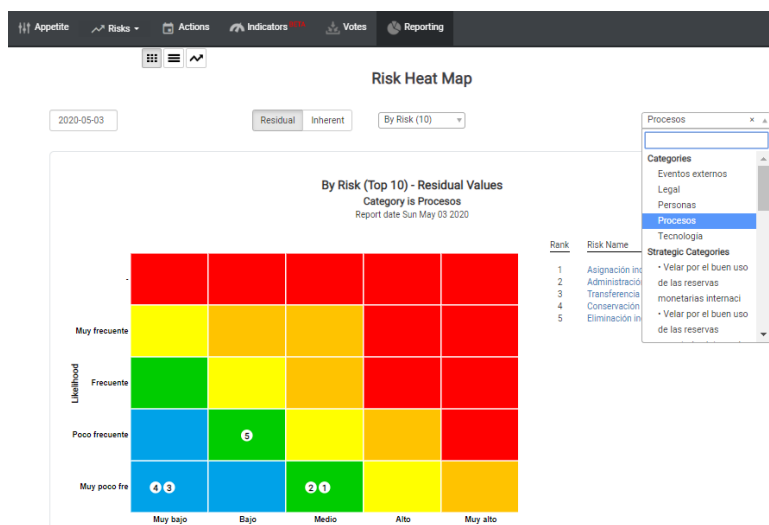 Appetite Risks Actions Indicators BETA Votes Reporting
Risk Heat Map
2020-05-03 Residual Inherent By Risk (10) Procesos ×
Categories
Eventos externos
Legal
Personas
Procesos
Tecnología
Strategic Categories
• Velar por el buen uso
de las reservas
monetarias internaci
• Velar por el buen uso
de las reservas
By Risk (Top 10) - Residual Values
Category is Procesos
Report date Sun May 03 2020
Rank Risk Name
1 Asignación
2 Administració
3 Transferencia
4 Conservación
5 Eliminación
Likelihood
-
Muy frecuente
Frecuente
Poco frecuente 5
Muy poco fre 4 3 2 1
Muy bajo Bajo Medio Alto Muy alto